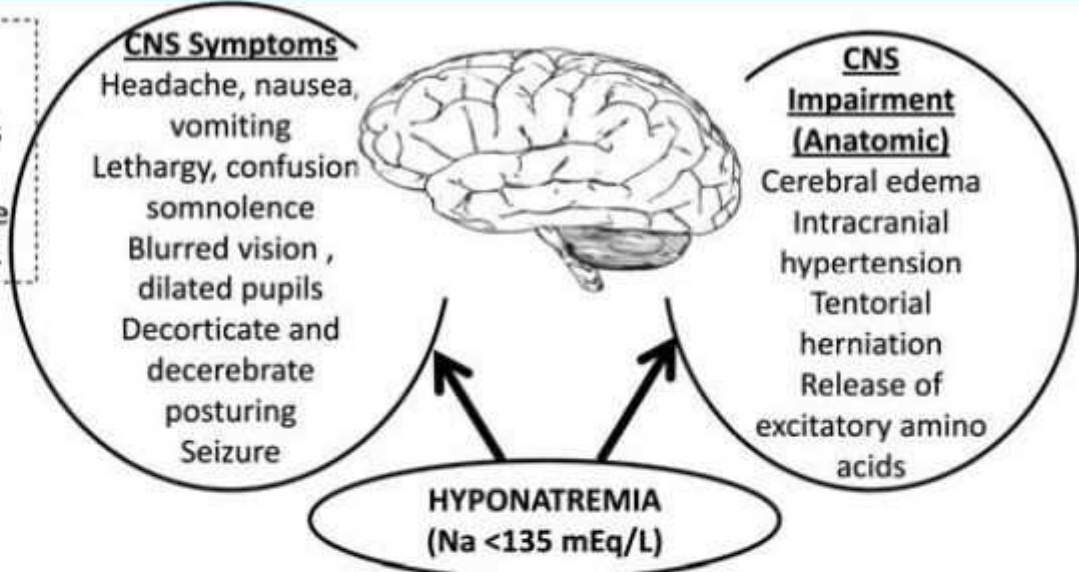 CNS Symptoms
Headache, nausea,
vomiting
Lethargy, confusion
somnolence
Blurred vision ,
dilated pupils
Decorticate and
decerebrate
posturing
Seizure
CNS
Impairment
(Anatomic)
Cerebral edema
Intracranial
hypertension
Tentorial
herniation
Release of
excitatory amino
acids
HYPONATREMIA
(Na <135 mEq/L)